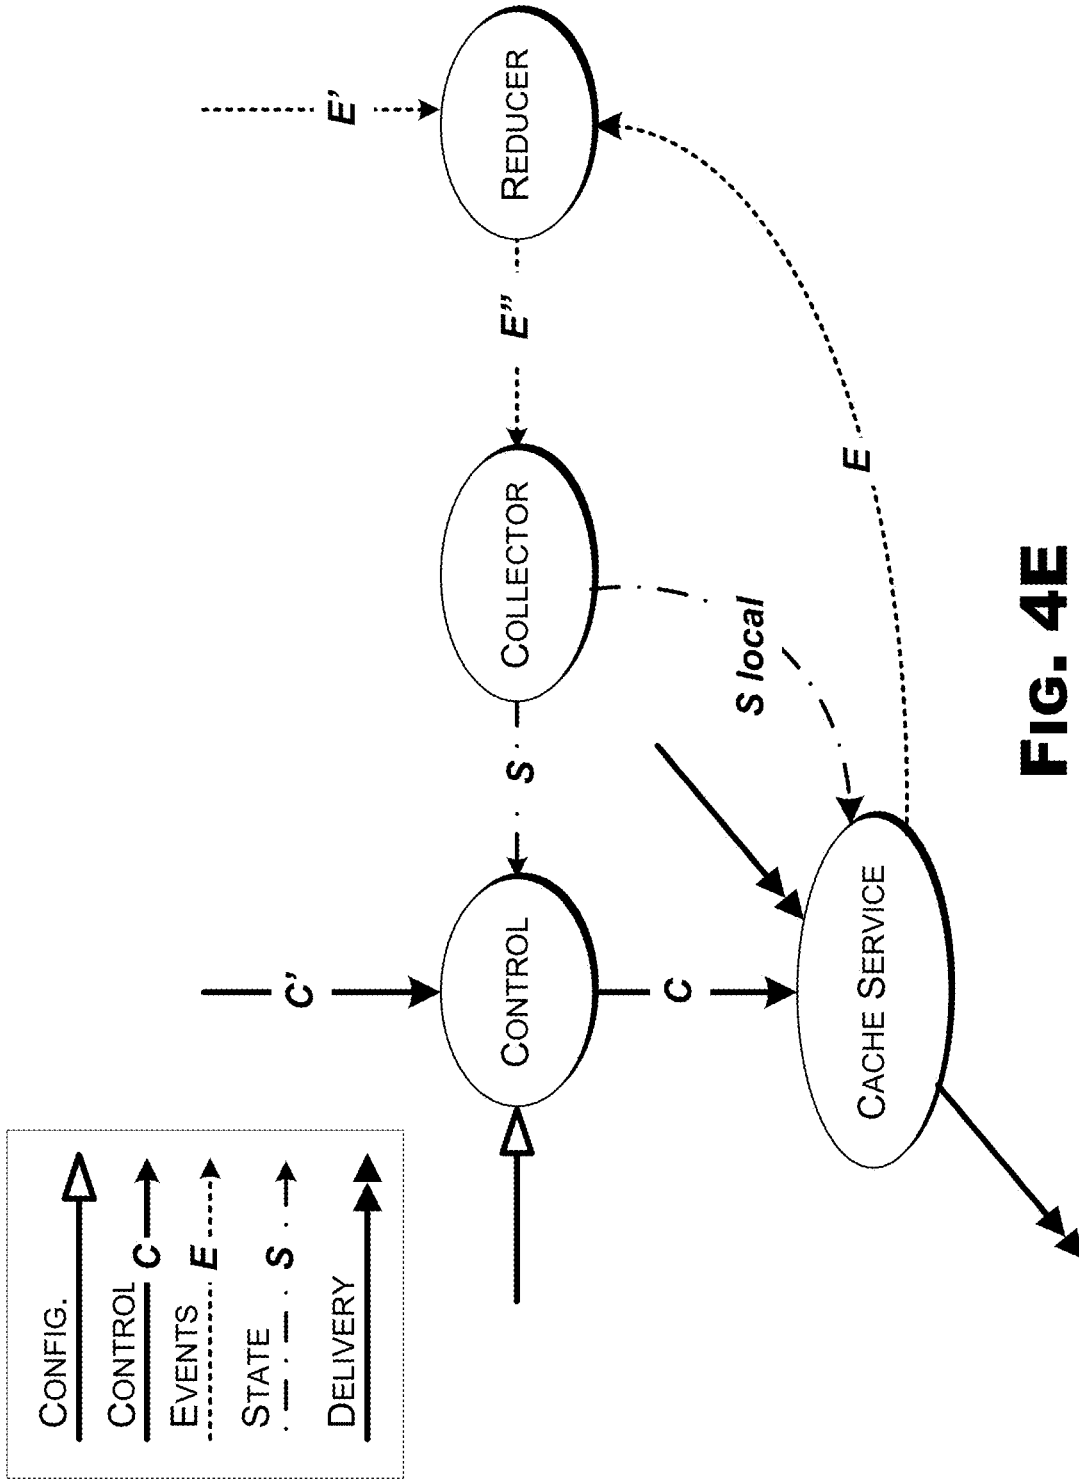 CONFIG.
CONTROL
C
EVENTS
E
STATE
S
DELIVERY
C'
E'
CONTROL
S
COLLECTOR
E"
REDUCER
C
S local
CACHE SERVICE
E
FIG. 4E